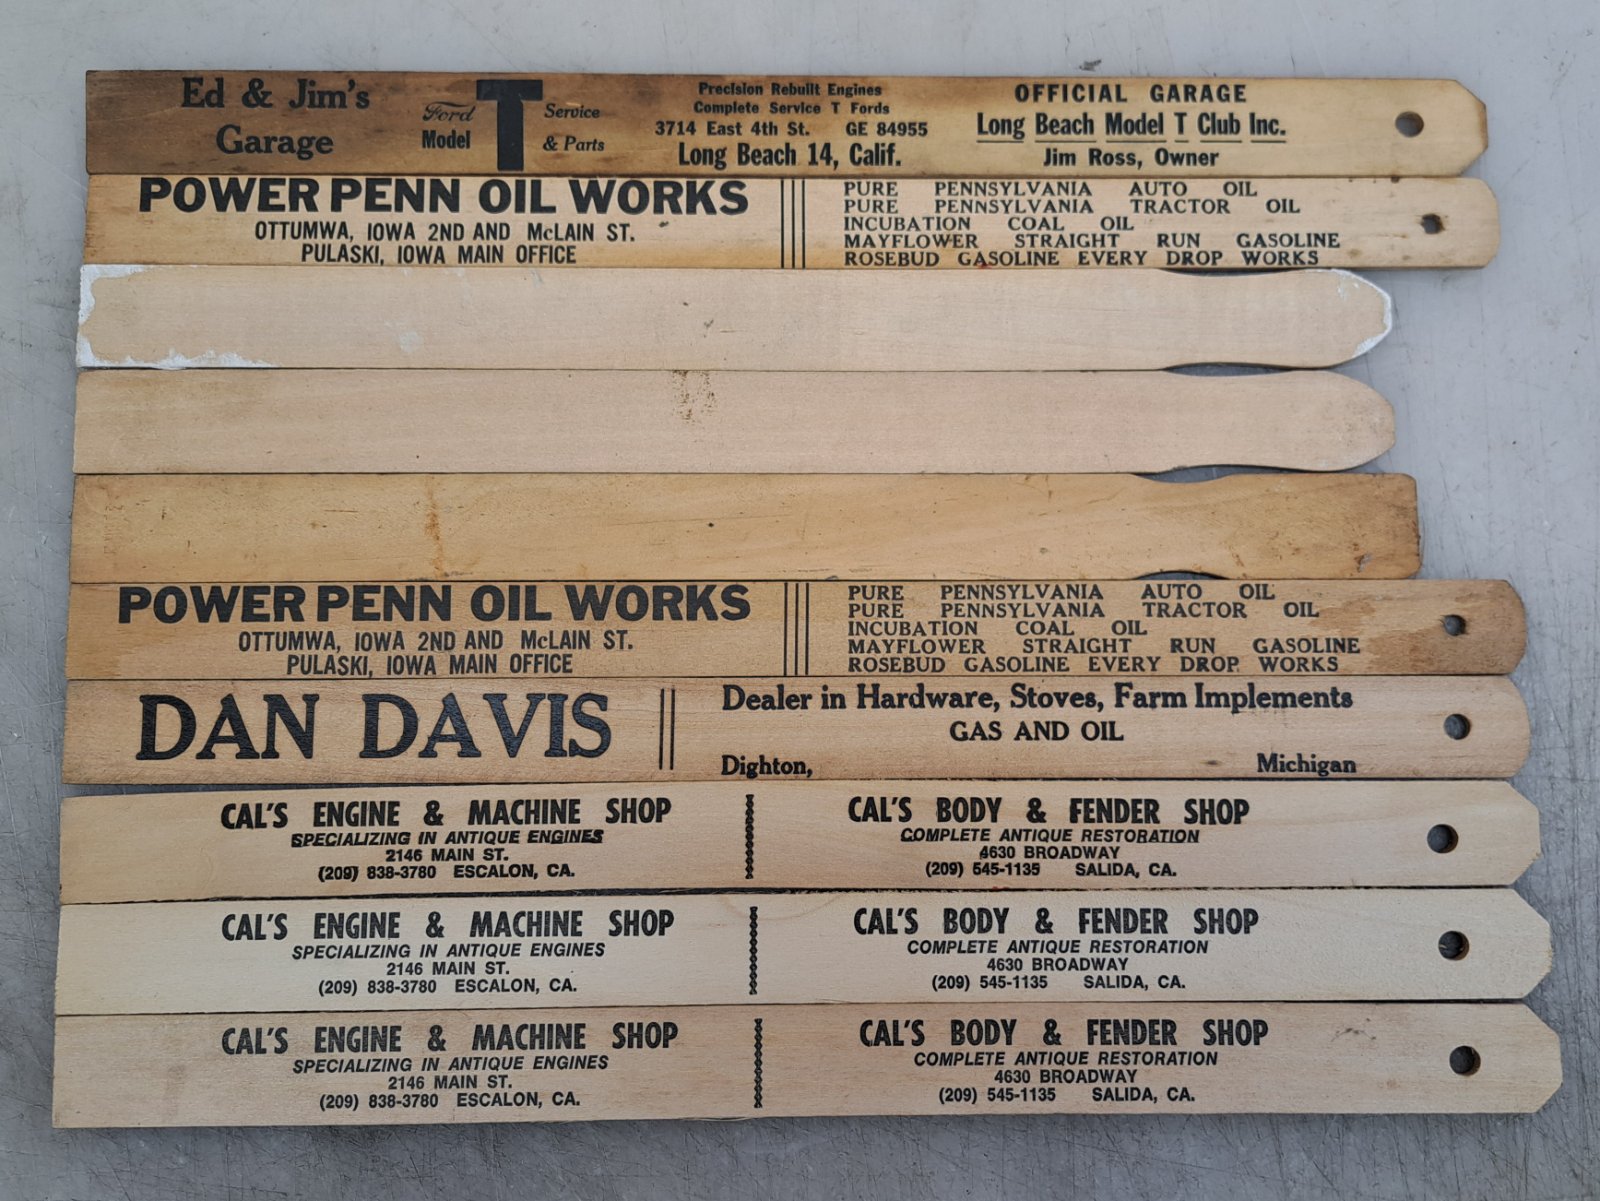 Ed & Jim's
Garage
Ford
Model
T
Service
& Parts
Precision Rebuilt Engines
Complete Service T Fords
3714 East 4th St. GE 84955
Long Beach 14, Calif.
OFFICIAL GARAGE
Long Beach Model T Club Inc.
Jim Ross, Owner
POWER PENN OIL WORKS
OTTUMWA, IOWA 2ND AND McLAIN ST.
PULASKI, IOWA MAIN OFFICE
PURE PENNSYLVANIA AUTO OIL
PURE PENNSYLVANIA TRACTOR OIL
INCUBATION COAL OIL
MAYFLOWER STRAIGHT RUN GASOLINE
ROSEBUD GASOLINE EVERY DROP WORKS
POWER PENN OIL WORKS
OTTUMWA, IOWA 2ND AND McLAIN ST.
PULASKI, IOWA MAIN OFFICE
PURE PENNSYLVANIA AUTO OIL
PURE PENNSYLVANIA TRACTOR OIL
INCUBATION COAL OIL
MAYFLOWER STRAIGHT RUN GASOLINE
ROSEBUD GASOLINE EVERY DROP WORKS
DAN DAVIS
Dealer in Hardware, Stoves, Farm Implements
GAS AND OIL
Dighton, Michigan
CAL'S ENGINE & MACHINE SHOP
SPECIALIZING IN ANTIQUE ENGINES
2146 MAIN ST.
(209) 838-3780 ESCALON, CA.
CAL'S BODY & FENDER SHOP
COMPLETE ANTIQUE RESTORATION
4630 BROADWAY
(209) 545-1135 SALIDA, CA.
CAL'S ENGINE & MACHINE SHOP
SPECIALIZING IN ANTIQUE ENGINES
2146 MAIN ST.
(209) 838-3780 ESCALON, CA.
CAL'S BODY & FENDER SHOP
COMPLETE ANTIQUE RESTORATION
4630 BROADWAY
(209) 545-1135 SALIDA, CA.
CAL'S ENGINE & MACHINE SHOP
SPECIALIZING IN ANTIQUE ENGINES
2146 MAIN ST.
(209) 838-3780 ESCALON, CA.
CAL'S BODY & FENDER SHOP
COMPLETE ANTIQUE RESTORATION
4630 BROADWAY
(209) 545-1135 SALIDA, CA.